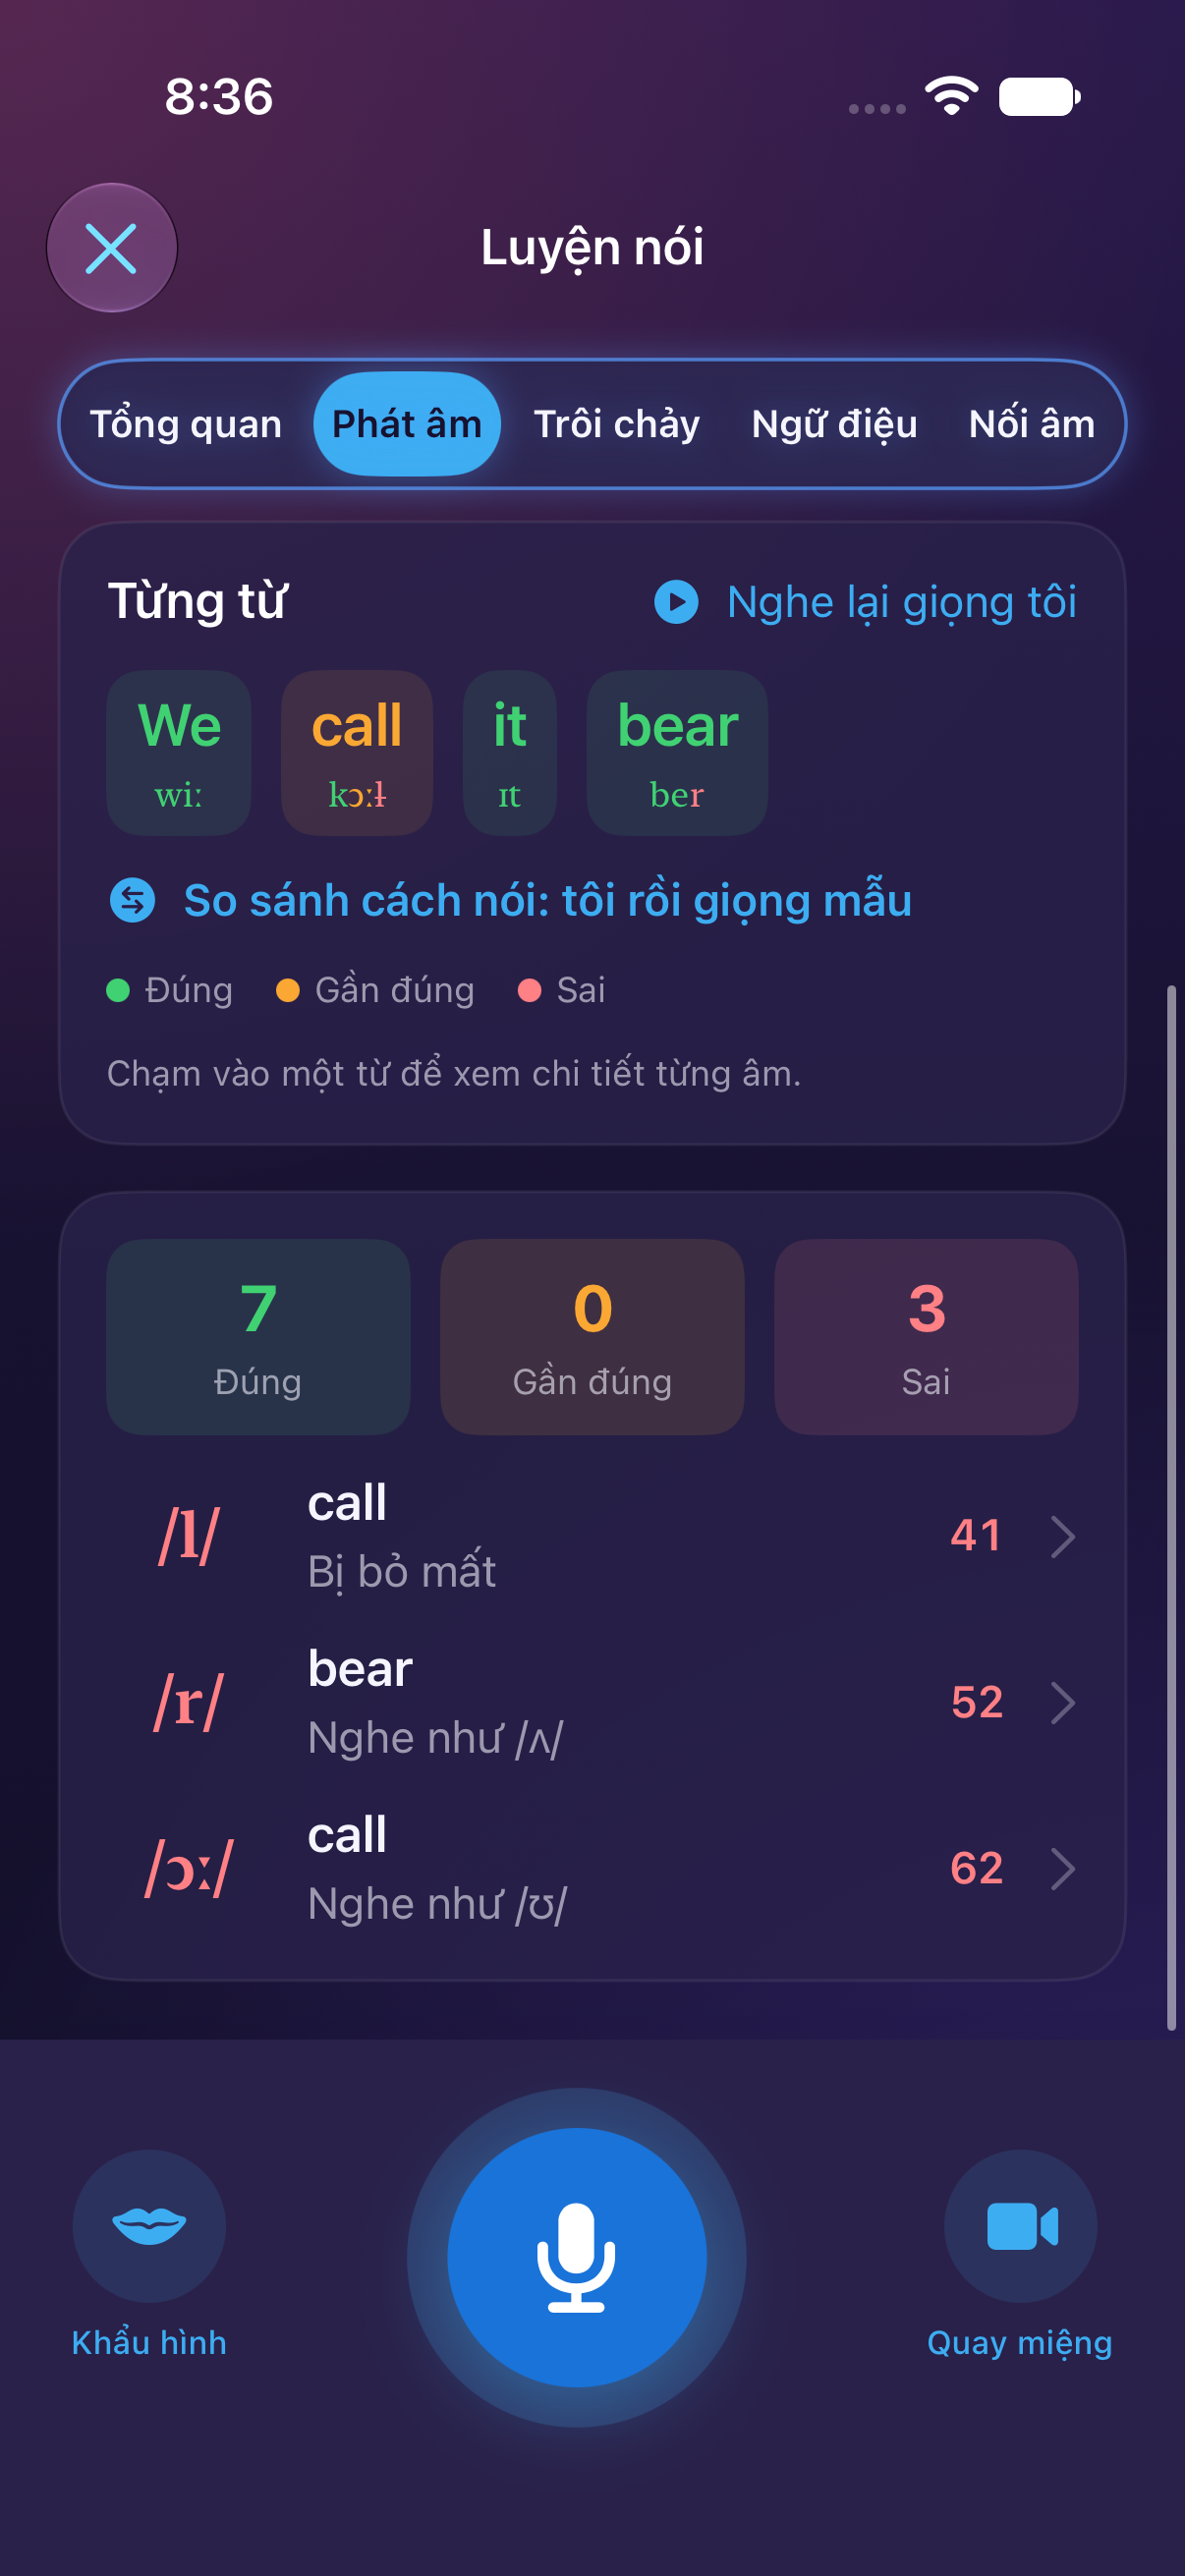 8:36
Luyện nói
Tổng quan Phát âm Trôi chảy Ngữ điệu Nối âm
Từng từ Nghe lại giọng tôi
We call it bear
wiː kɔːɫ ɪt ber
So sánh cách nói: tôi rồi giọng mẫu
Đúng Gần đúng Sai
Chạm vào một từ để xem chi tiết từng âm.
7 0 3
Đúng Gần đúng Sai
/l/ call 41
Bị bỏ mất
/r/ bear 52
Nghe như /ʌ/
/ɔː/ call 62
Nghe như /ʊ/
Khẩu hình Quay miệng